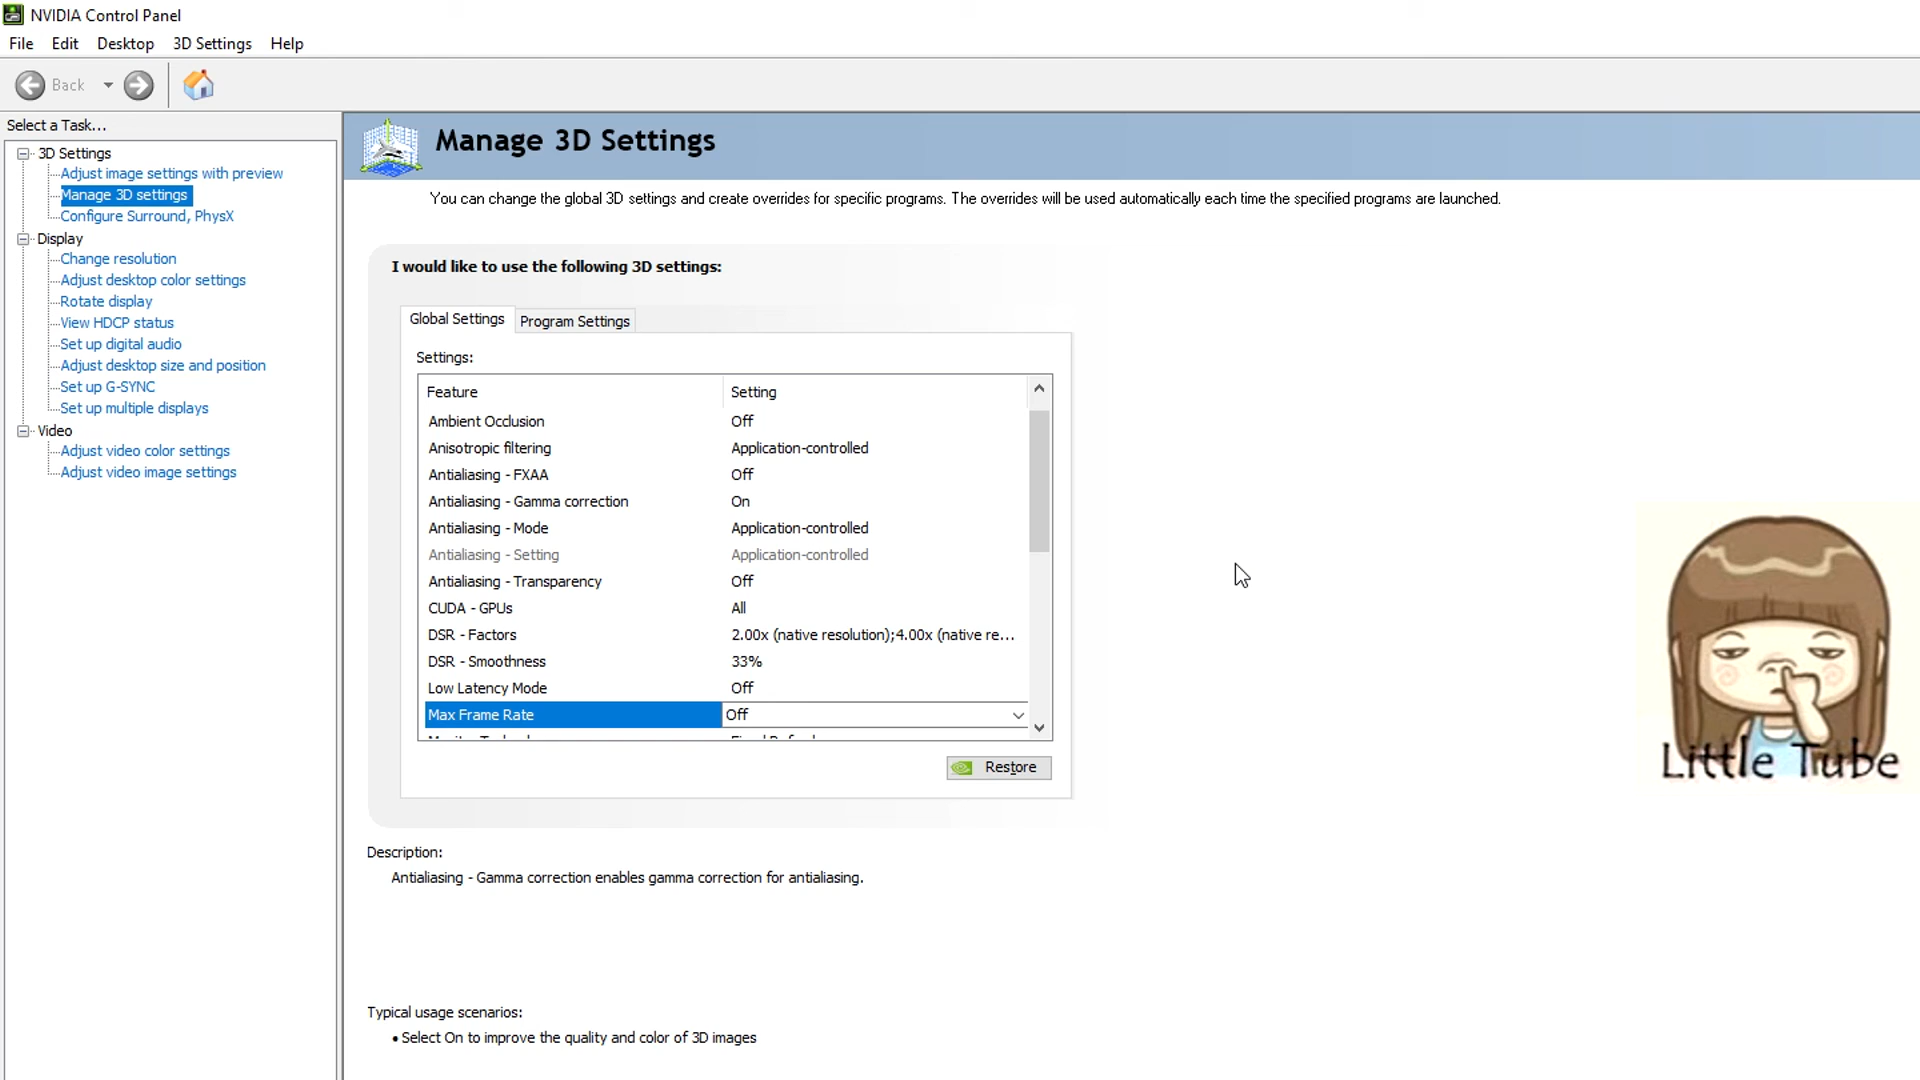 NVIDIA Control Panel
File Edit Desktop 3D Settings Help
Back
Select a Task...
3D Settings
Adjust image settings with preview
Manage 3D settings
Configure Surround, PhysX
Display
Change resolution
Adjust desktop color settings
Rotate display
View HDCP status
Set up digital audio
Adjust desktop size and position
Set up G-SYNC
Set up multiple displays
Video
Adjust video color settings
Adjust video image settings
Manage 3D Settings
You can change the global 3D settings and create overrides for specific programs. The overrides will be used automatically each time the specified programs are launched.
I would like to use the following 3D settings:
Global Settings Program Settings
Settings:
Feature Setting
Ambient Occlusion Off
Anisotropic filtering Application-controlled
Antialiasing - FXAA Off
Antialiasing - Gamma correction On
Antialiasing - Mode Application-controlled
Antialiasing - Setting Application-controlled
Antialiasing - Transparency Off
CUDA - GPUs All
DSR - Factors 2.00x (native resolution);4.00x (native re...
DSR - Smoothness 33%
Low Latency Mode Off
Max Frame Rate Off
Restore
Description:
Antialiasing - Gamma correction enables gamma correction for antialiasing.
Typical usage scenarios:
• Select On to improve the quality and color of 3D images
Little Tube